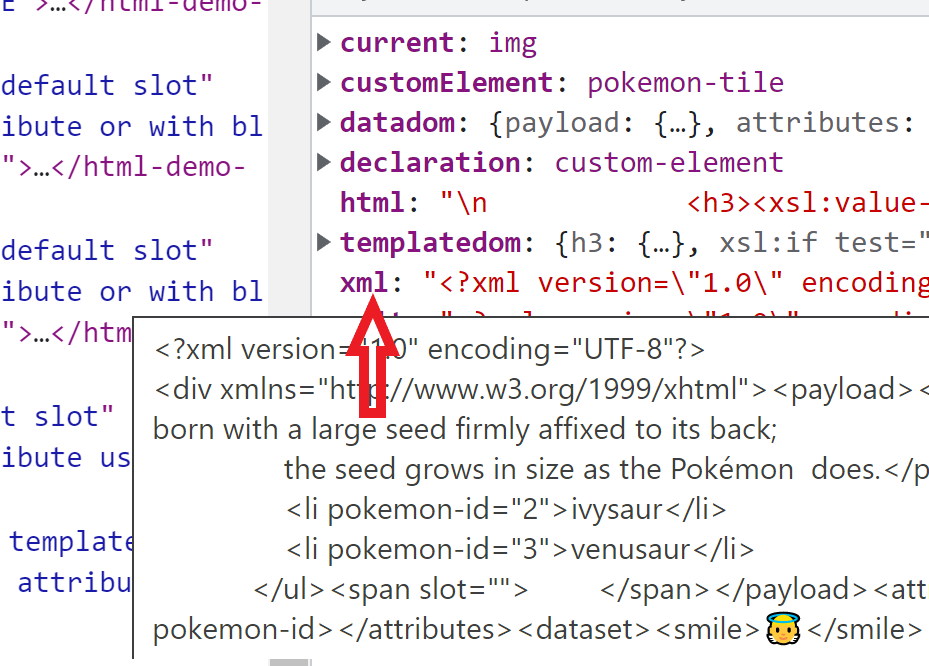 E">…</html-demo-
default slot"
ibute or with bl
">…</html-demo-
default slot"
ibute or with bl
">…</htm
t slot"
ibute us
template
attribu
current: img
customElement: pokemon-tile
datadom: {payload: {…}, attributes:
declaration: custom-element
html: "\n <h3><xsl:value-
templatedom: {h3: {…}, xsl:if test="
xml: "<?xml version=\"1.0\" encoding
<?xml version="1.0" encoding="UTF-8"?>
<div xmlns="http://www.w3.org/1999/xhtml"><payload><
born with a large seed firmly affixed to its back;
the seed grows in size as the Pokémon does.</p
<li pokemon-id="2">ivysaur</li>
<li pokemon-id="3">venusaur</li>
</ul><span slot=""> </span></payload><att
pokemon-id></attributes><dataset><smile>😇</smile>